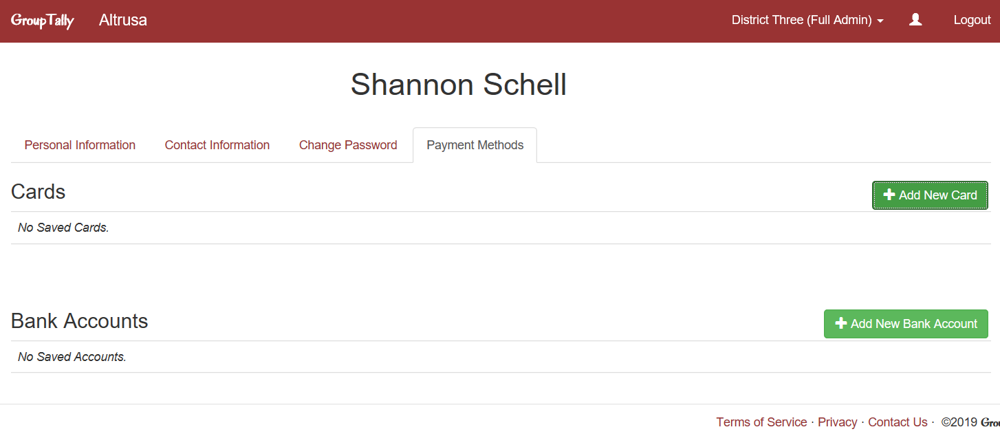 GroupTally Altrusa District Three (Full Admin) Logout
Shannon Schell
Personal Information Contact Information Change Password Payment Methods
Cards Add New Card
No Saved Cards.
Bank Accounts Add New Bank Account
No Saved Accounts.
Terms of Service · Privacy · Contact Us · ©2019